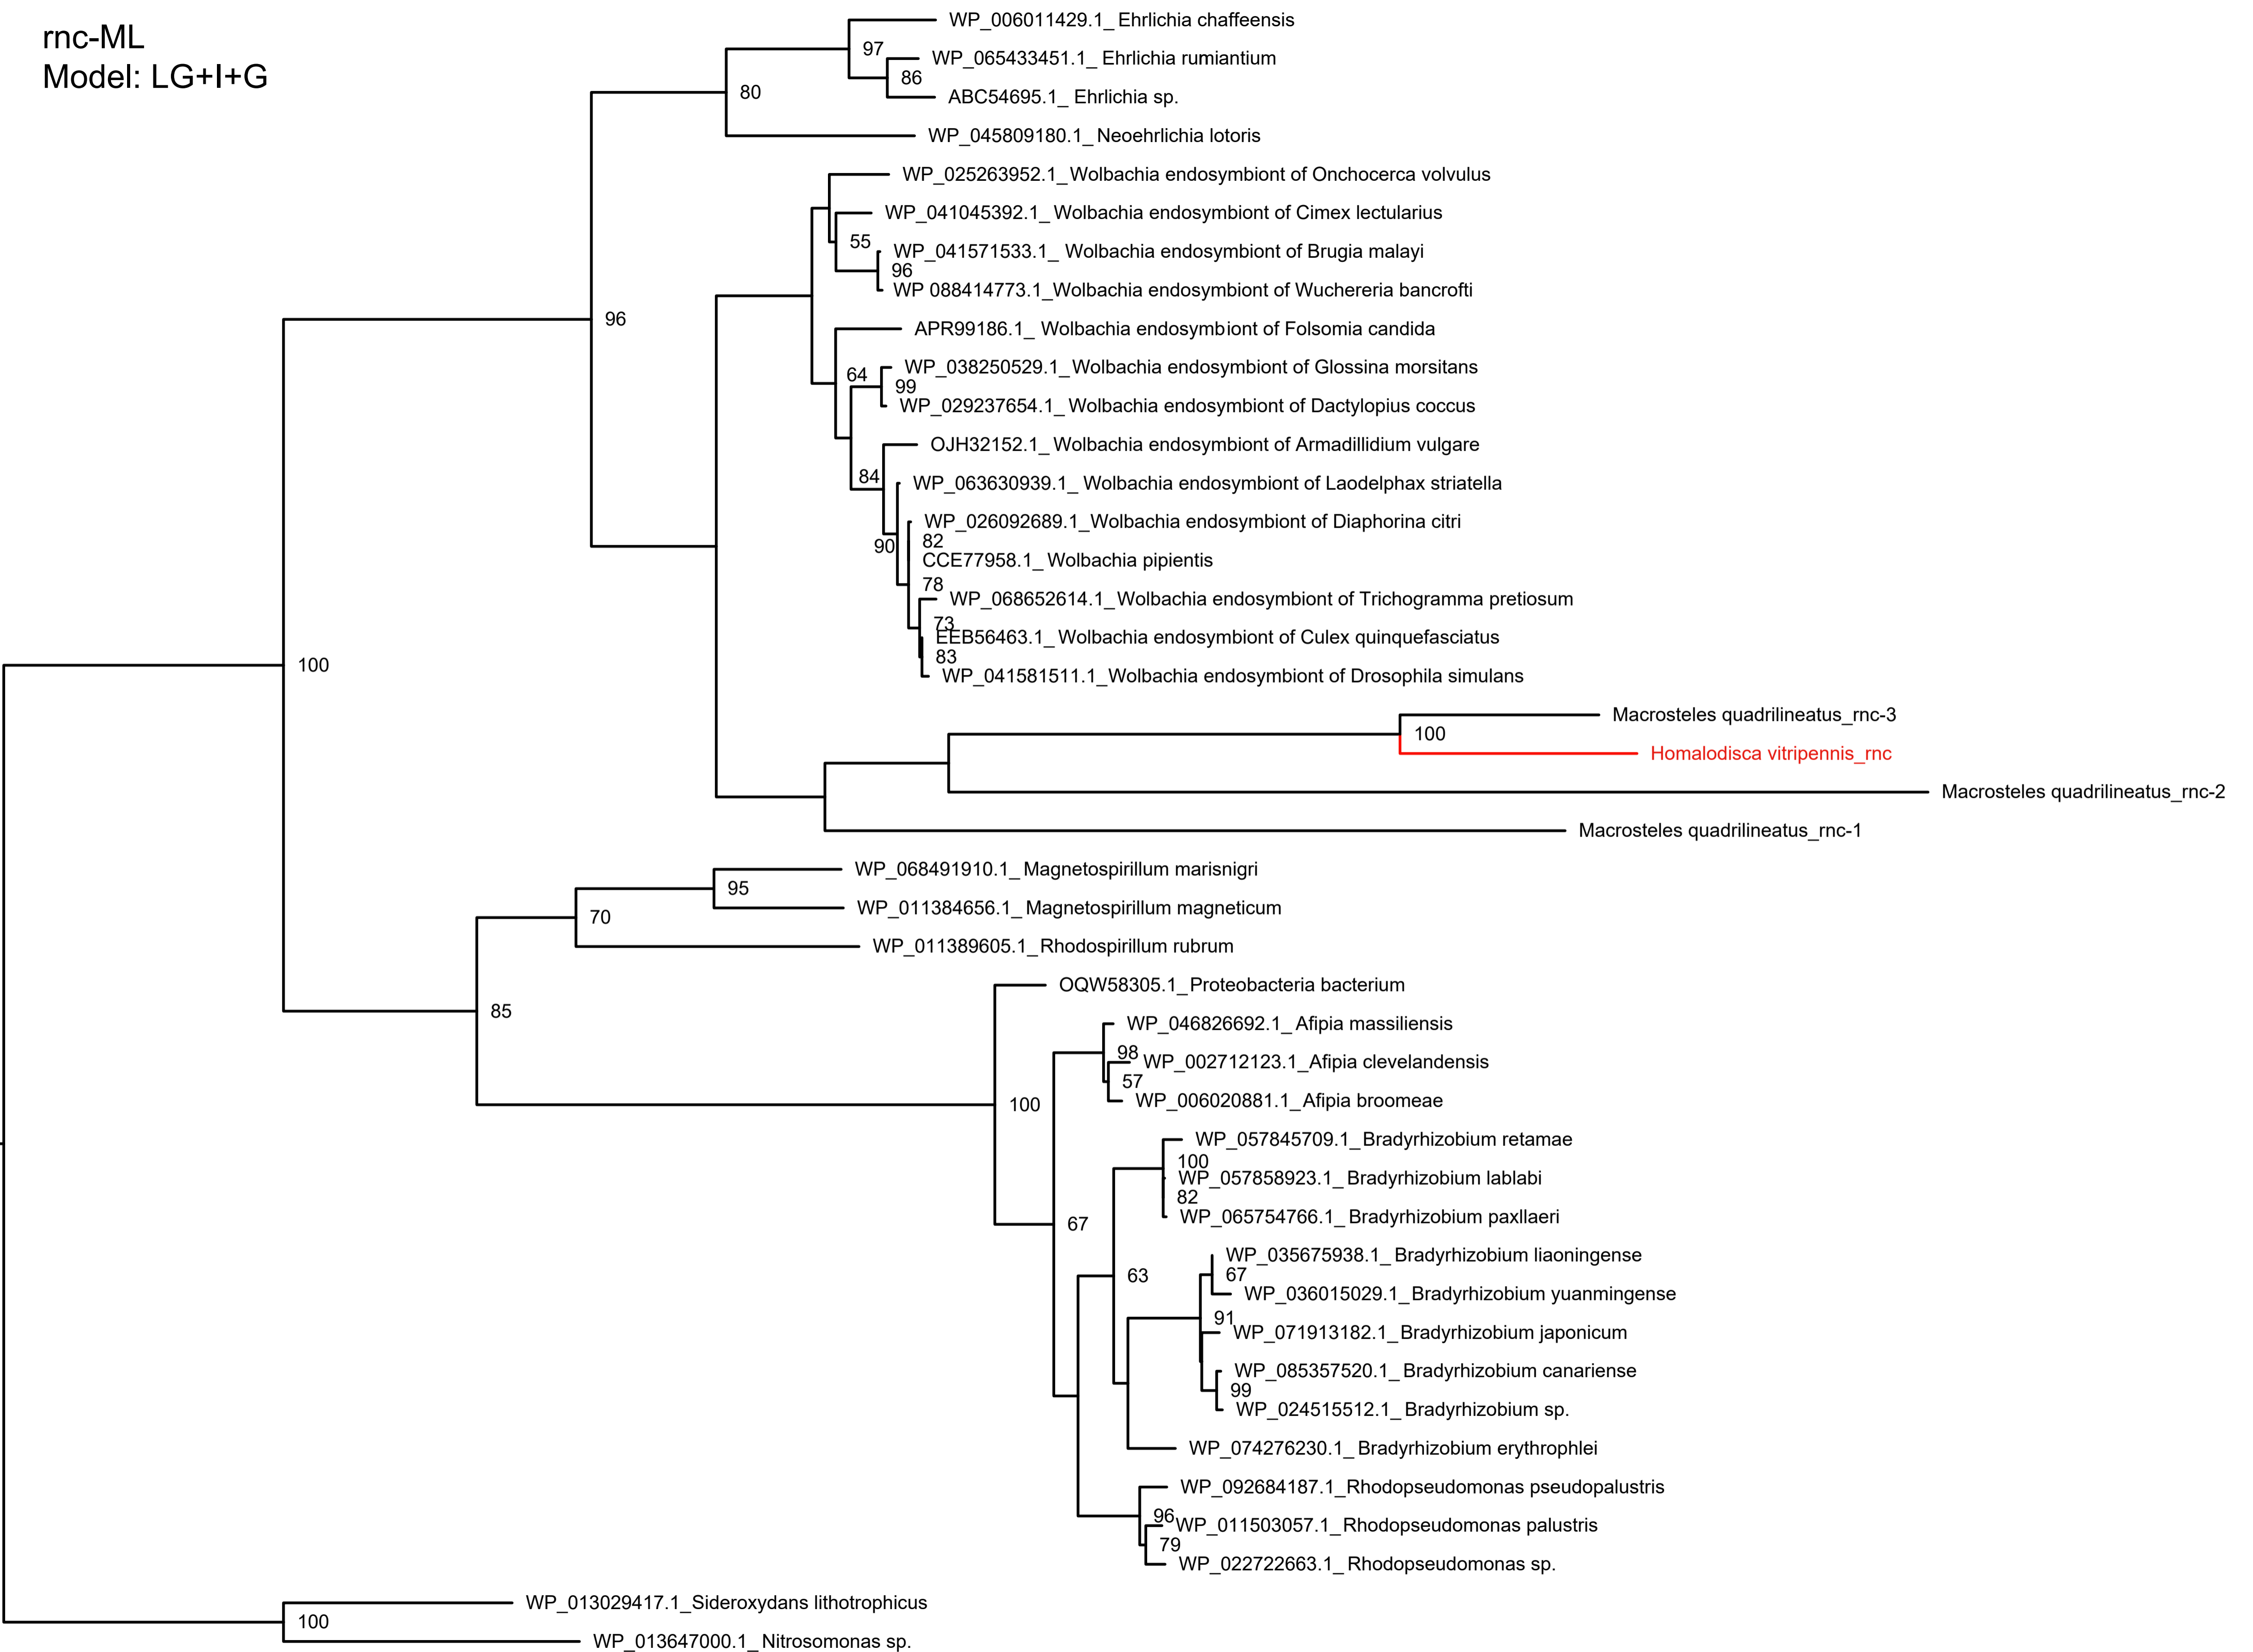 rnc-ML
Model: LG+I+G
WP_006011429.1_ Ehrlichia chaffeensis
97
WP_065433451.1_ Ehrlichia rumiantium
86
80
ABC54695.1_ Ehrlichia sp.
WP_045809180.1_ Neoehrlichia lotoris
WP_025263952.1_ Wolbachia endosymbiont of Onchocerca volvulus
WP_041045392.1_ Wolbachia endosymbiont of Cimex lectularius
55
WP_041571533.1_ Wolbachia endosymbiont of Brugia malayi
96
WP 088414773.1_Wolbachia endosymbiont of Wuchereria bancrofti
96
APR99186.1_ Wolbachia endosymbiont of Folsomia candida
WP_038250529.1_ Wolbachia endosymbiont of Glossina morsitans
64
99
WP_029237654.1_ Wolbachia endosymbiont of Dactylopius coccus
OJH32152.1_ Wolbachia endosymbiont of Armadillidium vulgare
84
WP_063630939.1_ Wolbachia endosymbiont of Laodelphax striatella
WP_026092689.1_Wolbachia endosymbiont of Diaphorina citri
82
90
CCE77958.1_ Wolbachia pipientis
78
WP_068652614.1_ Wolbachia endosymbiont of Trichogramma pretiosum
73
EEB56463.1_ Wolbachia endosymbiont of Culex quinquefasciatus
83
100
WP_041581511.1_Wolbachia endosymbiont of Drosophila simulans
Macrosteles quadrilineatus_rnc-3
100
Homalodisca vitripennis_rnc
Macrosteles quadrilineatus_rnc-2
Macrosteles quadrilineatus_rnc-1
WP_068491910.1_ Magnetospirillum marisnigri
95
WP_011384656.1_ Magnetospirillum magneticum
70
WP_011389605.1_ Rhodospirillum rubrum
OQW58305.1_ Proteobacteria bacterium
85
WP_046826692.1_ Afipia massiliensis
98
WP_002712123.1_ Afipia clevelandensis
57
WP_006020881.1_ Afipia broomeae
100
WP_057845709.1_ Bradyrhizobium retamae
100
WP_057858923.1_ Bradyrhizobium lablabi
82
WP_065754766.1_ Bradyrhizobium paxllaeri
67
WP_035675938.1_ Bradyrhizobium liaoningense
63
67
WP_036015029.1_ Bradyrhizobium yuanmingense
91
WP_071913182.1_ Bradyrhizobium japonicum
WP_085357520.1_ Bradyrhizobium canariense
99
WP_024515512.1_ Bradyrhizobium sp.
WP_074276230.1_ Bradyrhizobium erythrophlei
WP_092684187.1_ Rhodopseudomonas pseudopalustris
96
WP_011503057.1_ Rhodopseudomonas palustris
79
WP_022722663.1_ Rhodopseudomonas sp.
WP_013029417.1_Sideroxydans lithotrophicus
100
WP_013647000.1_ Nitrosomonas sp.